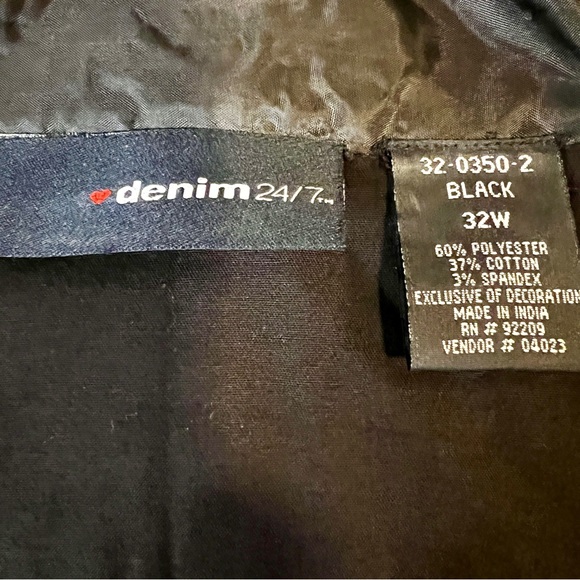 denim 24/7™
32-0350-2
BLACK
32W
60% POLYESTER
37% COTTON
3% SPANDEX
EXCLUSIVE OF DECORATION
MADE IN INDIA
RN # 92209
VENDOR # 04023